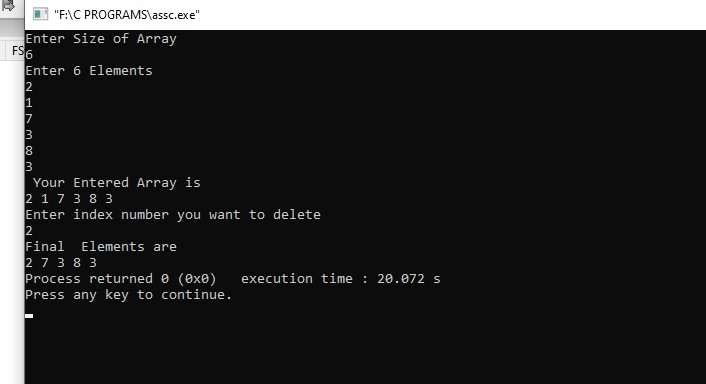 "F:\C PROGRAMS\assc.exe"
FS
Enter Size of Array
6
Enter 6 Elements
2
1
7
3
8
3
 Your Entered Array is
2 1 7 3 8 3
Enter index number you want to delete
2
Final  Elements are
2 7 3 8 3
Process returned 0 (0x0)   execution time : 20.072 s
Press any key to continue.